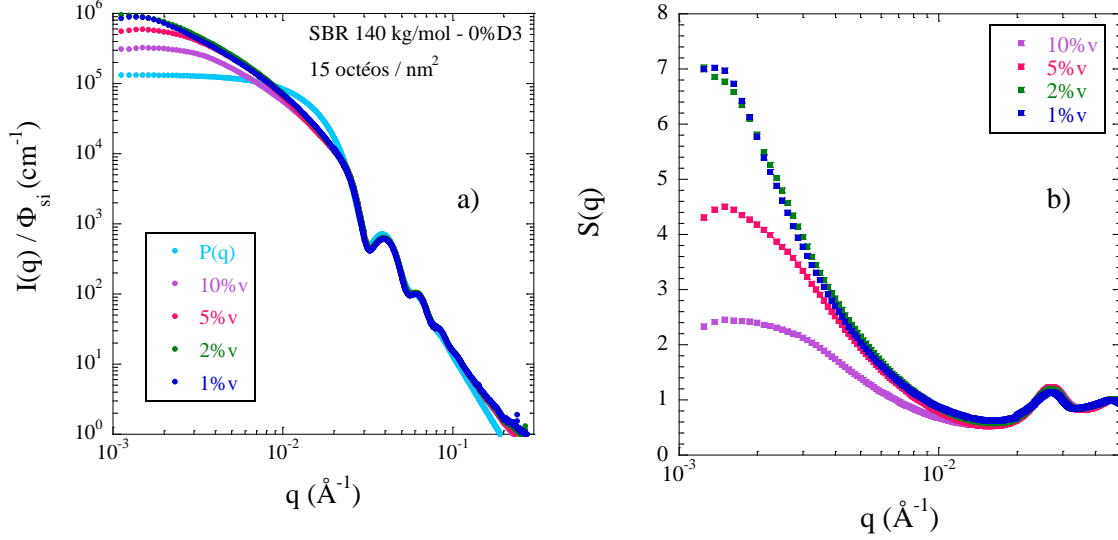 10⁶
10⁵
10⁴
10³
10²
10¹
10⁰
I(q) / Φsi (cm⁻¹)
SBR 140 kg/mol - 0%D3
15 octéos / nm²
a)
P(q)
10%v
5%v
2%v
1%v
10⁻³
10⁻²
10⁻¹
q (Å⁻¹)
8
7
6
5
4
3
2
1
0
S(q)
10%v
5%v
2%v
1%v
b)
10⁻³
10⁻²
q (Å⁻¹)